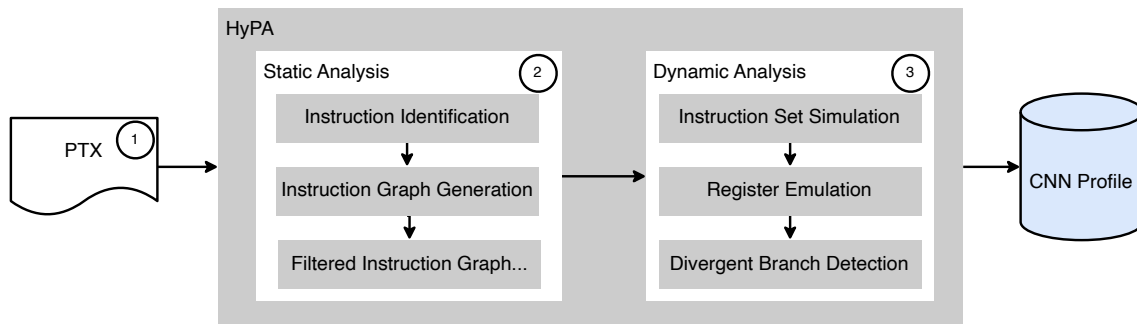 HyPA
PTX
1
Static Analysis
2
Instruction Identification
Instruction Graph Generation
Filtered Instruction Graph...
Dynamic Analysis
3
Instruction Set Simulation
Register Emulation
Divergent Branch Detection
CNN Profile